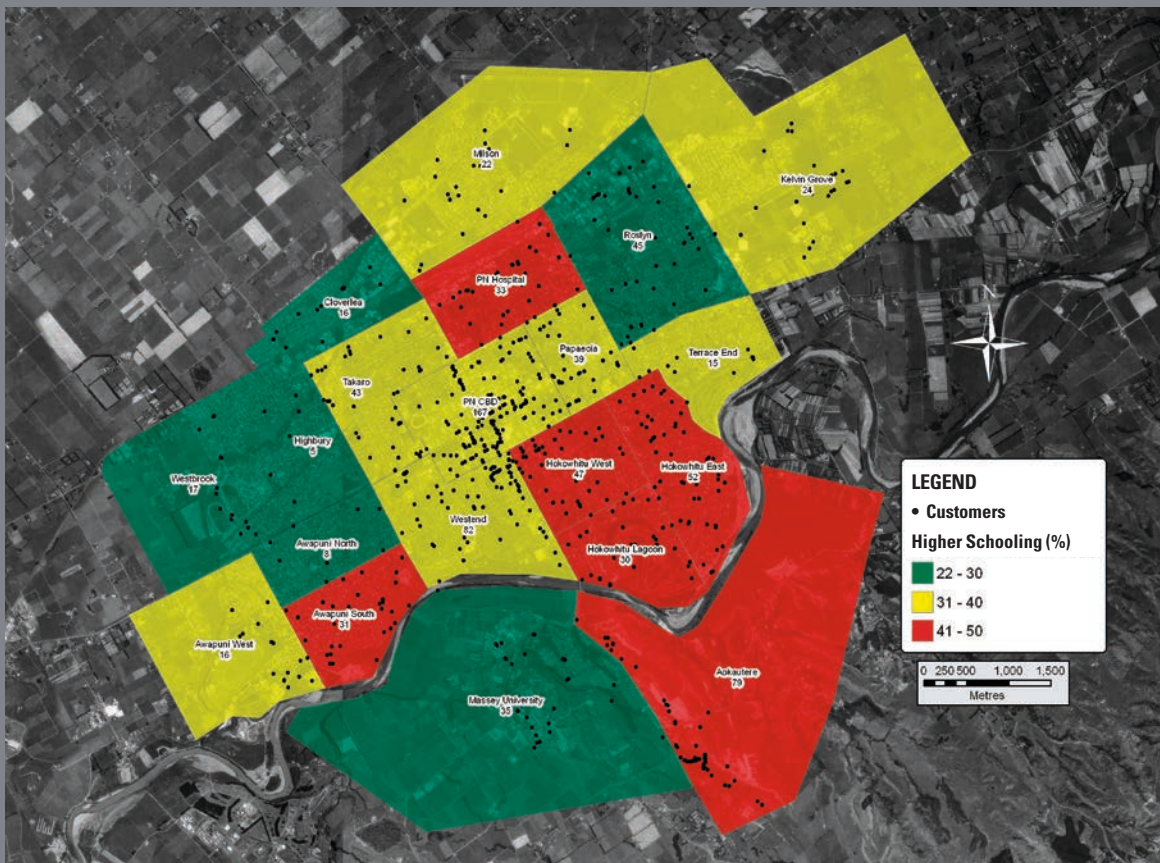 Milson
22
Kelvin Grove
24
Roslyn
45
PN Hospital
33
Cloverlea
16
N
Papaeoia
39
Terrace End
15
Takaro
43
PN CBD
167
Highbury
5
Westbrook
17
Hokowhitu West
47
Hokowhitu East
52
Westend
82
Awapuni North
8
Hokowhitu Lagoon
30
Awapuni South
31
Awapuni West
16
Aokautere
79
Massey University
35
LEGEND
• Customers
Higher Schooling (%)
22 - 30
31 - 40
41 - 50
0 250 500 1,000 1,500
Metres